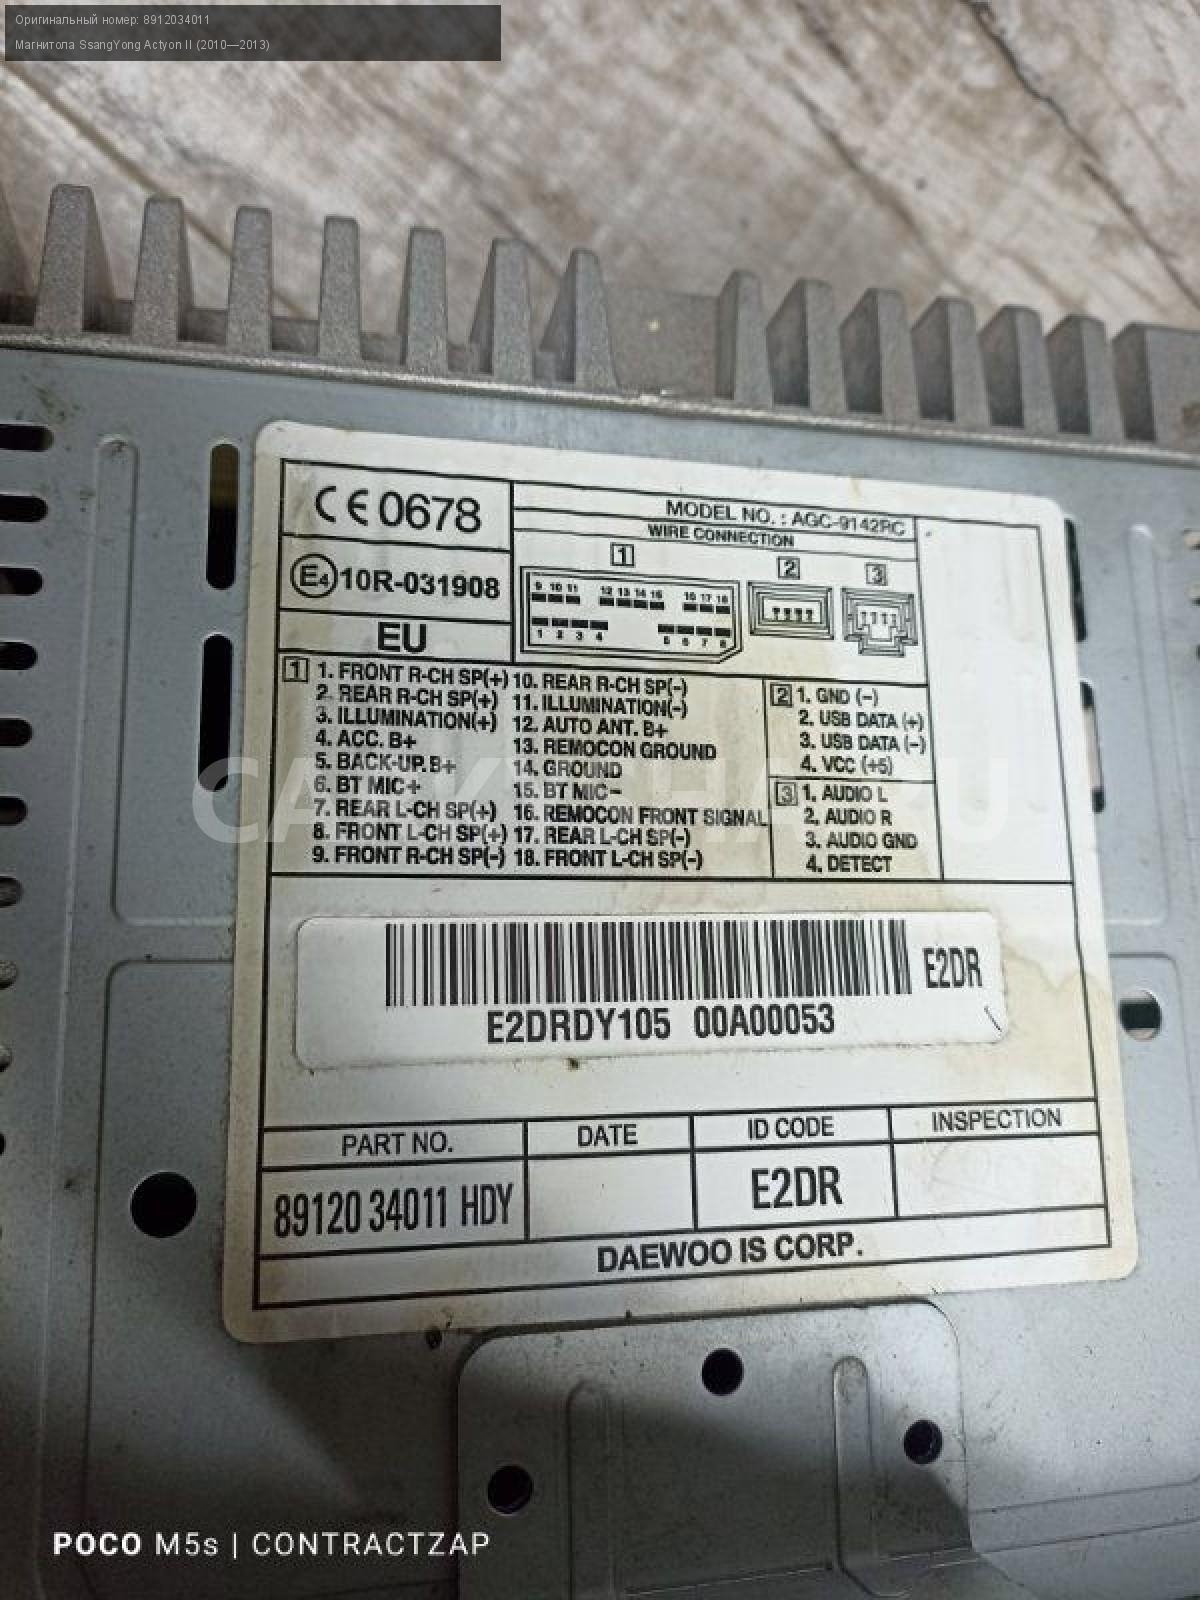 Оригинальный номер: 8912034011
Магнитола SsangYong Actyon II (2010—2013)
CE 0678
MODEL NO. : AGC-9142RC
WIRE CONNECTION
1 2 3
E4 10R-031908
9 10 11 12 13 14 15 16 17 18
1 2 3 4 5 6 7 8
EU
1 1. FRONT R-CH SP(+) 10. REAR R-CH SP(-)
2. REAR R-CH SP(+) 11. ILLUMINATION(-)
3. ILLUMINATION(+) 12. AUTO ANT. B+
4. ACC. B+ 13. REMOCON GROUND
5. BACK-UP. B+ 14. GROUND
6. BT MIC+ 15. BT MIC-
7. REAR L-CH SP(+) 16. REMOCON FRONT SIGNAL
8. FRONT L-CH SP(+) 17. REAR L-CH SP(-)
9. FRONT R-CH SP(-) 18. FRONT L-CH SP(-)
2 1. GND (-)
2. USB DATA (+)
3. USB DATA (-)
4. VCC (+5)
3 1. AUDIO L
2. AUDIO R
3. AUDIO GND
4. DETECT
E2DR
E2DRDY105 00A00053
PART NO. DATE ID CODE INSPECTION
89120 34011 HDY E2DR
DAEWOO IS CORP.
POCO M5s | CONTRACTZAP